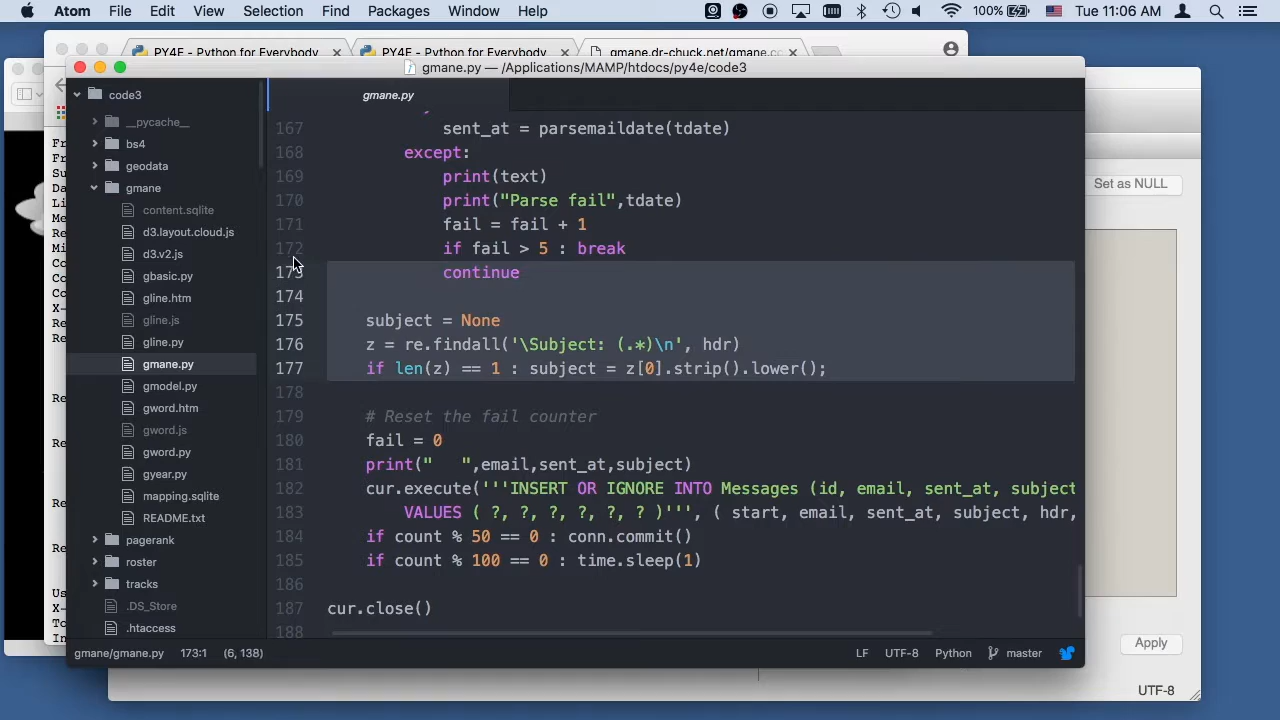 Atom File Edit View Selection Find Packages Window Help 100% Tue 11:06 AM
PY4E - Python for Everybody PY4E - Python for Everybody gmane.dr-chuck.net/gmane.co
gmane.py — /Applications/MAMP/htdocs/py4e/code3
code3
__pycache__
bs4
geodata
gmane
content.sqlite
d3.layout.cloud.js
d3.v2.js
gbasic.py
gline.htm
gline.js
gline.py
gmane.py
gmodel.py
gword.htm
gword.js
gword.py
gyear.py
mapping.sqlite
README.txt
pagerank
roster
tracks
.DS_Store
.htaccess
gmane.py
167 sent_at = parsemaildate(tdate)
168 except:
169 print(text)
170 print("Parse fail",tdate)
171 fail = fail + 1
172 if fail > 5 : break
173 continue
174
175 subject = None
176 z = re.findall('\Subject: (.*)\n', hdr)
177 if len(z) == 1 : subject = z[0].strip().lower();
178
179 # Reset the fail counter
180 fail = 0
181 print("   ",email,sent_at,subject)
182 cur.execute('''INSERT OR IGNORE INTO Messages (id, email, sent_at, subject
183 VALUES ( ?, ?, ?, ?, ?, ? )''', ( start, email, sent_at, subject, hdr,
184 if count % 50 == 0 : conn.commit()
185 if count % 100 == 0 : time.sleep(1)
186
187 cur.close()
188
gmane/gmane.py 173:1 (6, 138) LF UTF-8 Python master
Set as NULL
Apply
UTF-8